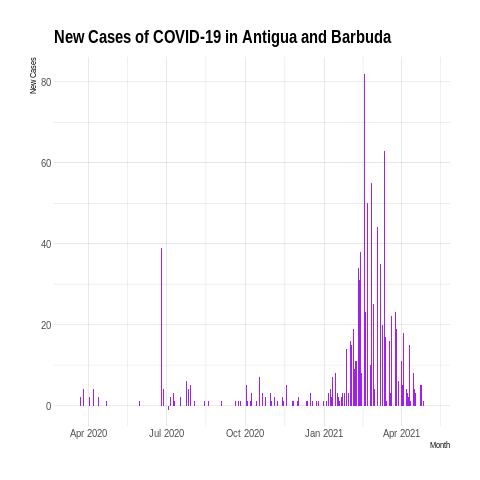 New Cases of COVID-19 in Antigua and Barbuda
New Cases
80
60
40
20
0
Apr 2020 Jul 2020 Oct 2020 Jan 2021 Apr 2021
Month